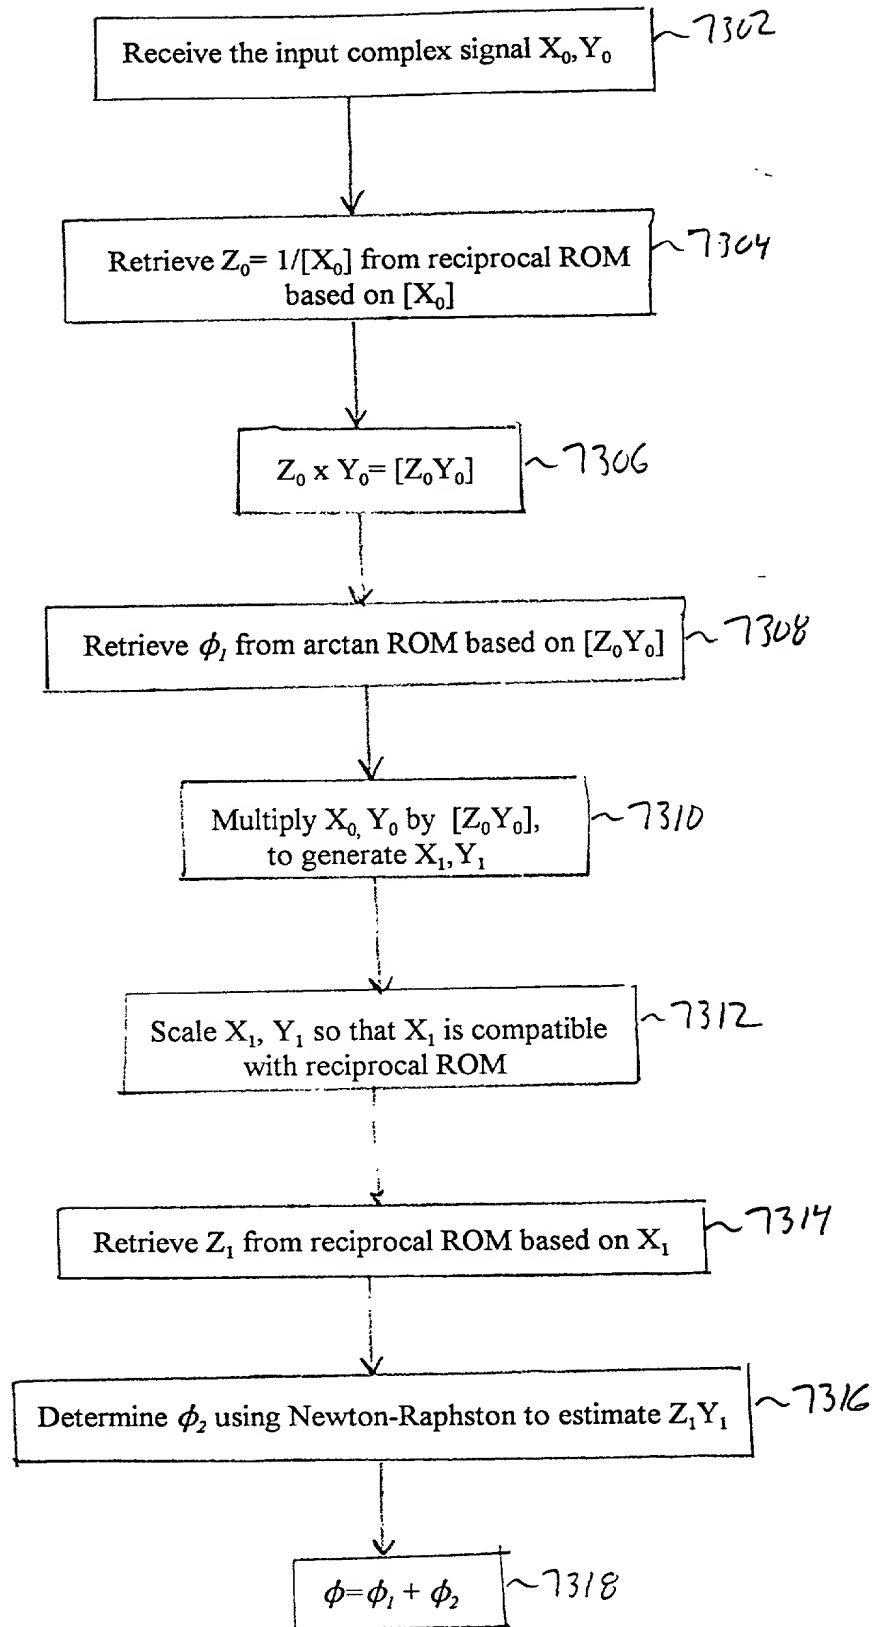 Receive the input complex signal X₀,Y₀
7302
Retrieve Z₀= 1/[X₀] from reciprocal ROM
based on [X₀]
7304
Z₀ x Y₀= [Z₀Y₀]
7306
Retrieve ϕ₁ from arctan ROM based on [Z₀Y₀]
7308
Multiply X₀, Y₀ by [Z₀Y₀],
to generate X₁,Y₁
7310
Scale X₁, Y₁ so that X₁ is compatible
with reciprocal ROM
7312
Retrieve Z₁ from reciprocal ROM based on X₁
7314
Determine ϕ₂ using Newton-Raphston to estimate Z₁Y₁
7316
ϕ=ϕ₁ + ϕ₂
7318